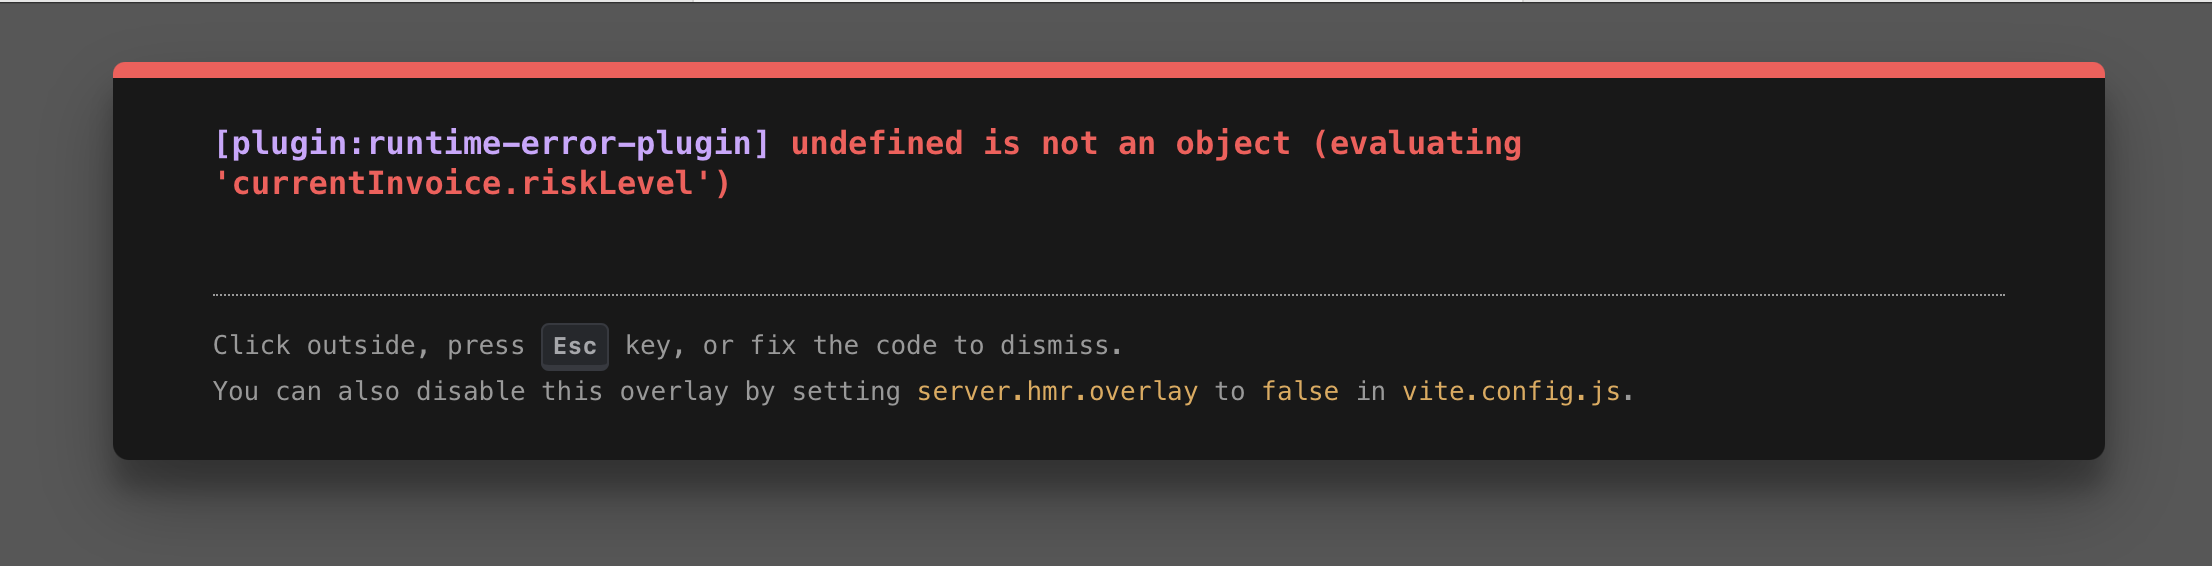 [plugin:runtime-error-plugin] undefined is not an object (evaluating
'currentInvoice.riskLevel')
Click outside, press Esc key, or fix the code to dismiss.
You can also disable this overlay by setting server.hmr.overlay to false in vite.config.js.